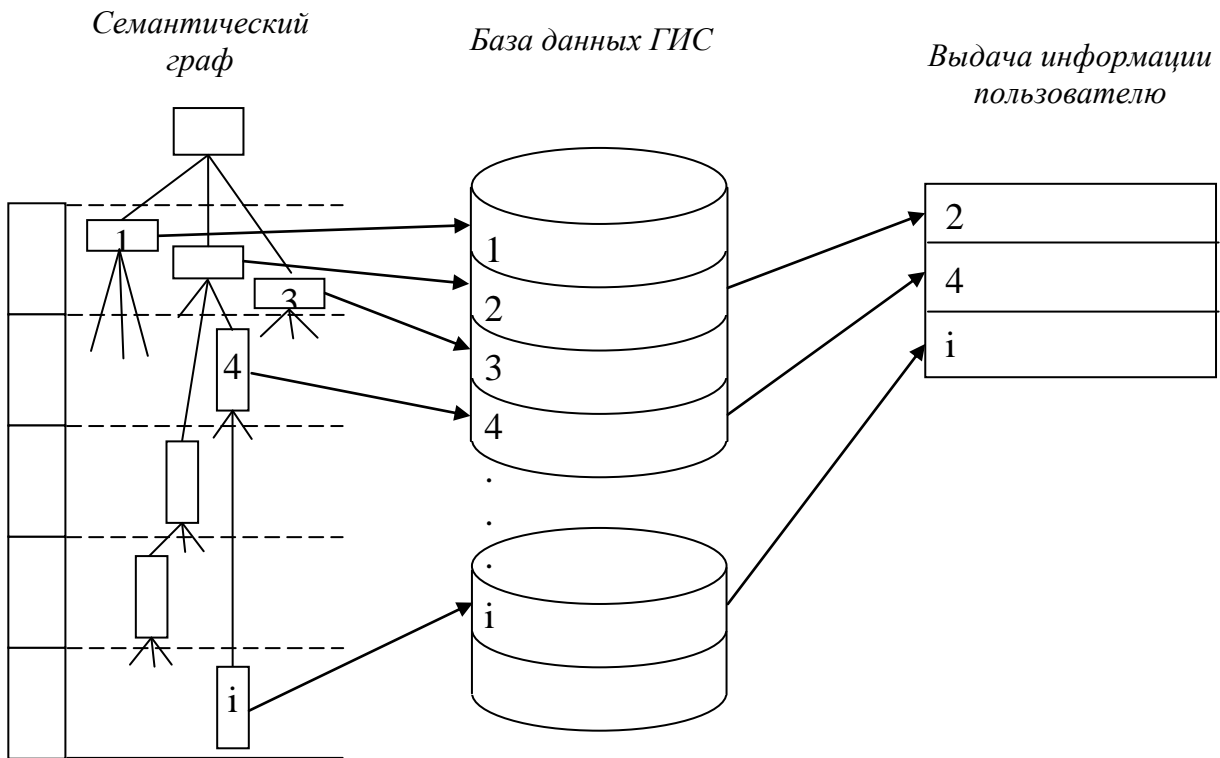 Семантический
граф
База данных ГИС
Выдача информации
пользователю
1
3
4
i
1
2
3
4
.
.
.
i
2
4
i